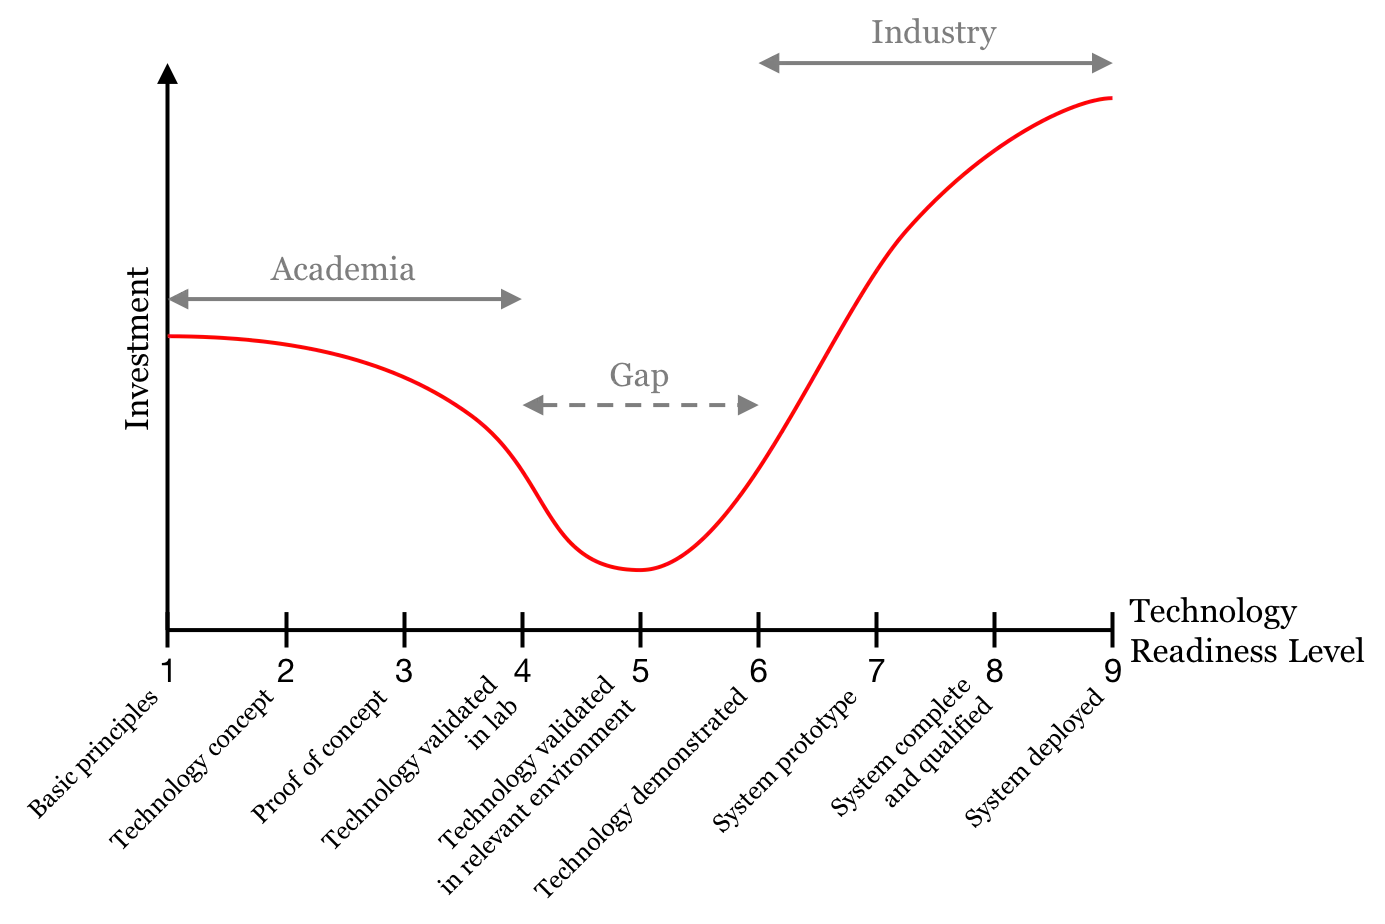 Industry
Academia
Gap
Investment
Technology
Readiness Level
1
2
3
4
5
6
7
8
9
Basic principles
Technology concept
Proof of concept
Technology validated
in lab
Technology validated
in relevant environment
Technology demonstrated
System prototype
System complete
and qualified
System deployed